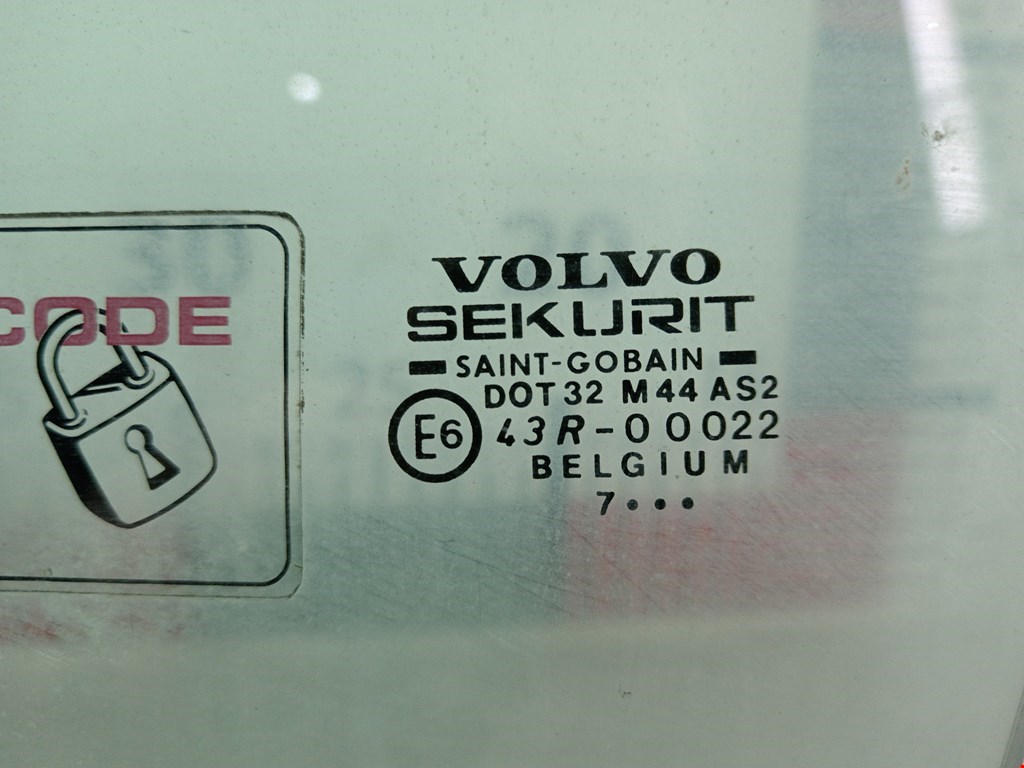 CODE
VOLVO
SEKURIT
SAINT-GOBAIN
DOT 32 M44 AS2
E6 43R-00022
BELGIUM
7•••